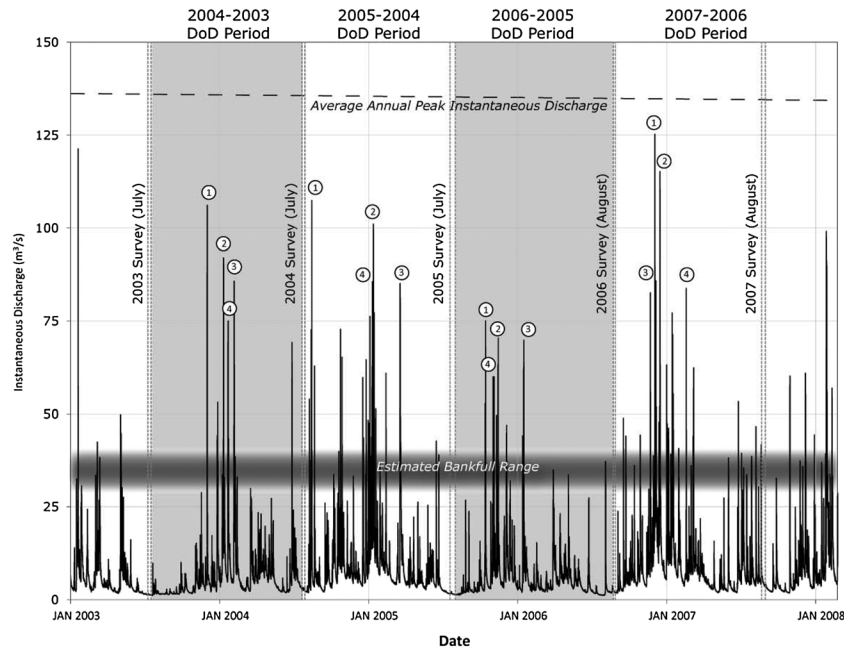 2004-2003
DoD Period
2005-2004
DoD Period
2006-2005
DoD Period
2007-2006
DoD Period
150
125
100
75
50
25
0
Instantaneous Discharge (m³/s)
Average Annual Peak Instantaneous Discharge
2003 Survey (July)
1
2
3
4
2004 Survey (July)
1
2
3
4
2005 Survey (July)
1
2
3
4
2006 Survey (August)
1
2
3
4
2007 Survey (August)
Estimated Bankfull Range
JAN 2003
JAN 2004
JAN 2005
JAN 2006
JAN 2007
JAN 2008
Date